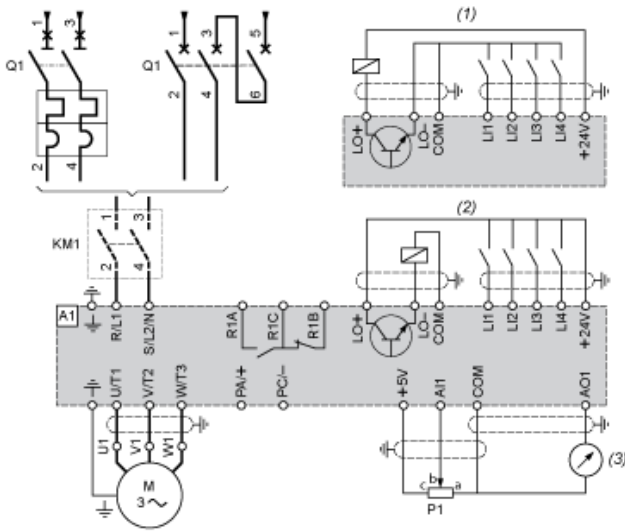 (1)
1 3 1 3 5
Q1 Q1
2 4 2 4 6
LO+ LO- COM LI1 LI2 LI3 LI4 +24V
2 4
(2)
1 3
KM1
2 4
A1 R/L1 S/L2/N R1A R1C R1B LO+ LO- COM LI1 LI2 LI3 LI4 +24V
U/T1 V/T2 W/T3 PA/+ PC/– +5V AI1 COM AO1
U1 V1 W1
c b a
(3)
P1
M
3